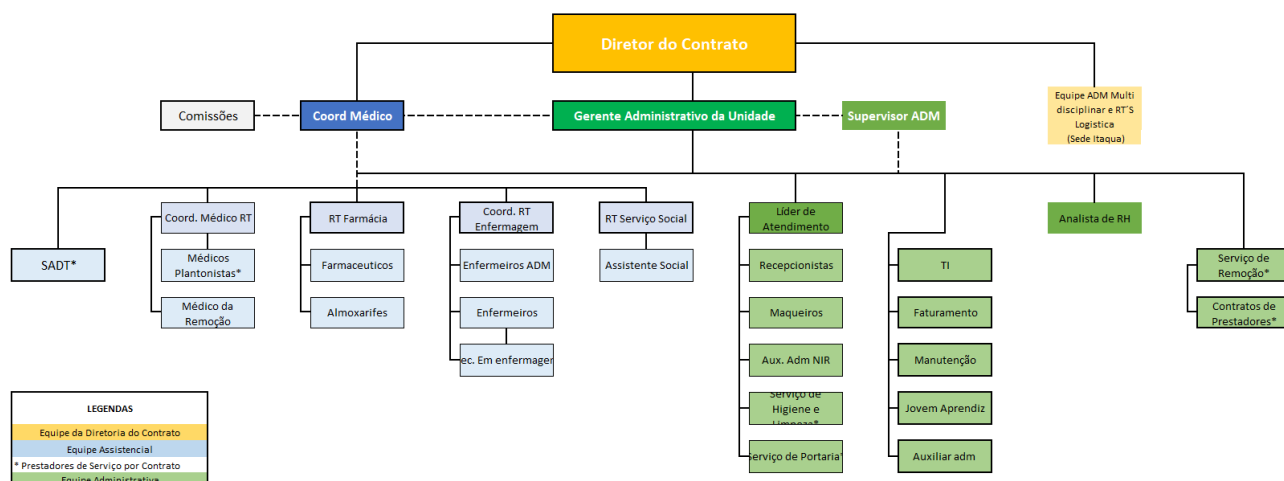 Diretor do Contrato
Comissões
Coord Médico
Gerente Administrativo da Unidade
Supervisor ADM
Equipe ADM Multi
disciplinar e RT´S
Logistica
(Sede Itaqua)
SADT*
Coord. Médico RT
Médicos
Plantonistas*
Médico da
Remoção
RT Farmácia
Farmaceuticos
Almoxarifes
Coord. RT
Enfermagem
Enfermeiros ADM
Enfermeiros
ec. Em enfermagem
RT Serviço Social
Assistente Social
Líder de
Atendimento
Recepcionistas
Maqueiros
Aux. Adm NIR
Serviço de
Higiene e
Limpeza*
Serviço de Portaria*
TI
Faturamento
Manutenção
Jovem Aprendiz
Auxiliar adm
Analista de RH
Serviço de
Remoção*
Contratos de
Prestadores*
LEGENDAS
Equipe da Diretoria do Contrato
Equipe Assistencial
* Prestadores de Serviço por Contrato
Equipe Administrativa